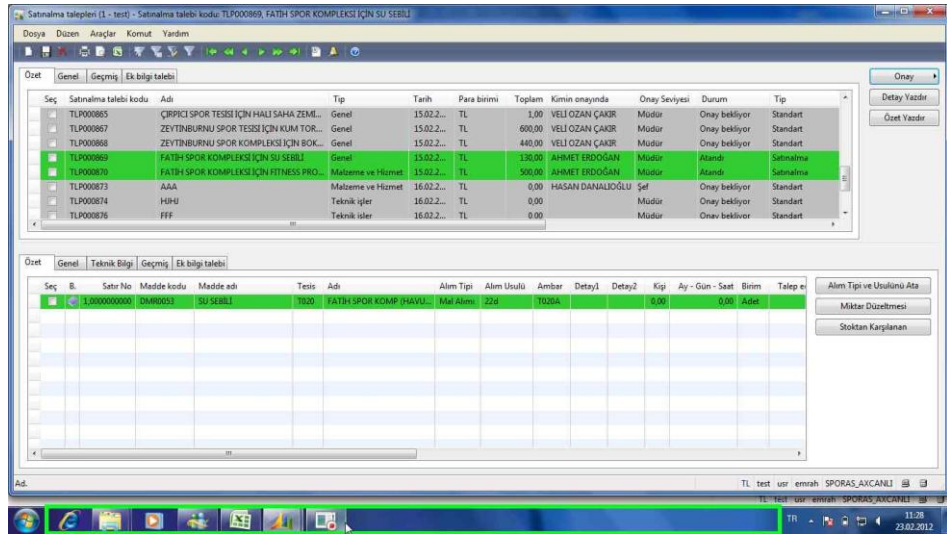 Satınalma talepleri (1 - test) - Satınalma talebi kodu: TLP000869, FATİH SPOR KOMPLEKSİ İÇİN SU SEBİLİ
Dosya Düzen Araçlar Komut Yardım
Özet Genel Geçmiş Ek bilgi talebi
Onay
Detay Yazdır
Özet Yazdır
Seç Satınalma talebi kodu Adı Tip Tarih Para birimi Toplam Kimin onayında Onay Seviyesi Durum Tip
TLP000865 ÇIRPICI SPOR TESİSİ İÇİN HALI SAHA ZEMİ... Genel 15.02.2... TL 1,00 VELİ OZAN ÇAKIR Müdür Onay bekliyor Standart
TLP000867 ZEYTİNBURNU SPOR TESİSİ İÇİN KUM TOR... Genel 15.02.2... TL 600,00 VELİ OZAN ÇAKIR Müdür Onay bekliyor Standart
TLP000868 ZEYTİNBURNU SPOR KOMPLEKSİ İÇİN BOK... Genel 15.02.2... TL 440,00 VELİ OZAN ÇAKIR Müdür Onay bekliyor Standart
TLP000869 FATİH SPOR KOMPLEKSİ İÇİN SU SEBİLİ Genel 15.02.2... TL 130,00 AHMET ERDOĞAN Müdür Atandı Satınalma
TLP000870 FATİH SPOR KOMPLEKSİ İÇİN FITNESS PRO... Malzeme ve Hizmet 15.02.2... TL 500,00 AHMET ERDOĞAN Müdür Atandı Satınalma
TLP000873 AAA Malzeme ve Hizmet 16.02.2... TL 0,00 HASAN DANALIOĞLU Şef Onay bekliyor Standart
TLP000874 HJHJ Teknik işler 16.02.2... TL 0,00 Müdür Onay bekliyor Standart
TLP000876 FFF Teknik işler 16.02.2... TL 0,00 Müdür Onay bekliyor Standart
Özet Genel Teknik Bilgi Geçmiş Ek bilgi talebi
Seç B. Satır No Madde kodu Madde adı Tesis Adı Alım Tipi Alım Usulü Ambar Detay1 Detay2 Kişi Ay - Gün - Saat Birim Talep e
1,0000000000 DMR0053 SU SEBİLİ T020 FATİH SPOR KOMP (HAVU... Mal Alımı 22d T020A 0,00 0,00 Adet
Alım Tipi ve Usulünü Ata
Miktar Düzeltmesi
Stoktan Karşılanan
Ad. TL test usr emrah SPORAS_AXCANLI
TL test usr emrah SPORAS_AXCANLI
TR 11:28
23.02.2012